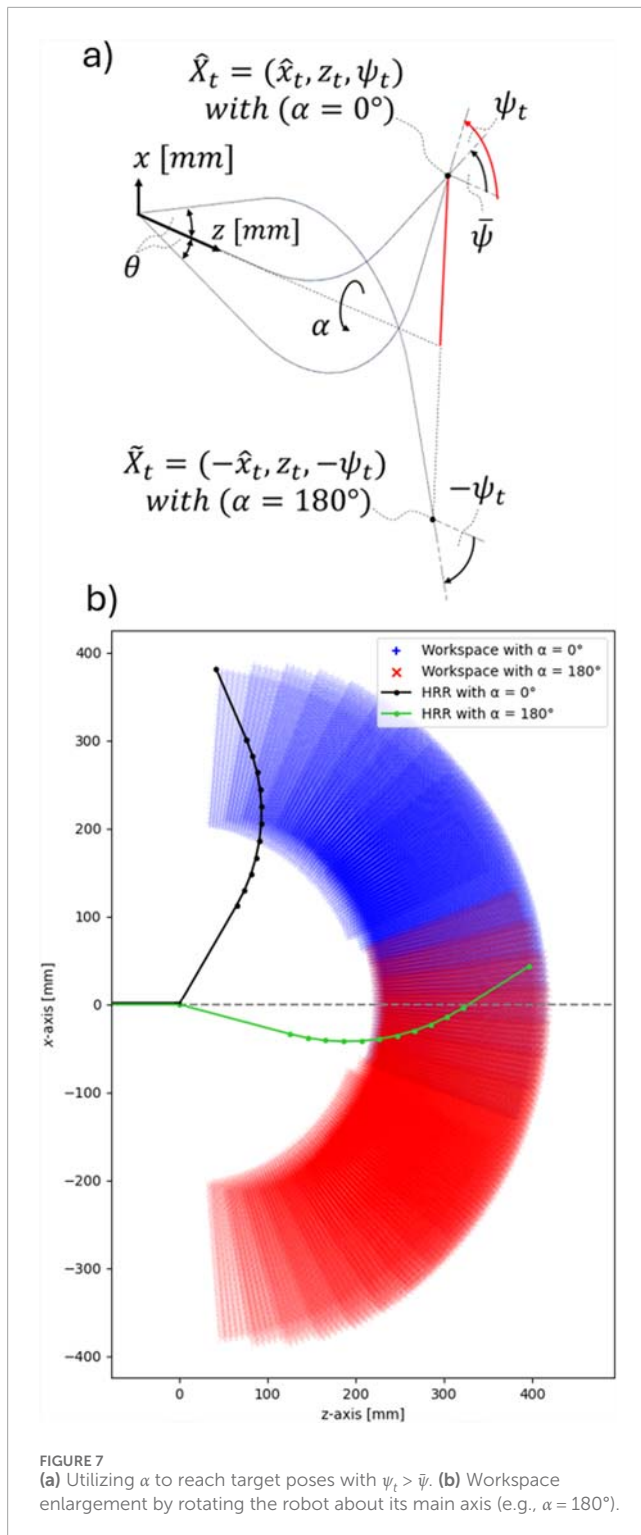 a)
X̂ₜ = (x̂ₜ, zₜ, ψₜ)
with (α = 0°)
ψₜ
x [mm]
ψ̄
z [mm]
θ
α
X̃ₜ = (−x̂ₜ, zₜ, −ψₜ)
with (α = 180°)
−ψₜ
b)
Workspace with α = 0°
Workspace with α = 180°
HRR with α = 0°
HRR with α = 180°
400
300
200
100
0
−100
−200
−300
−400
x-axis [mm]
0 100 200 300 400
z-axis [mm]
FIGURE 7
(a) Utilizing α to reach target poses with ψₜ > ψ̄. (b) Workspace
enlargement by rotating the robot about its main axis (e.g., α = 180°).